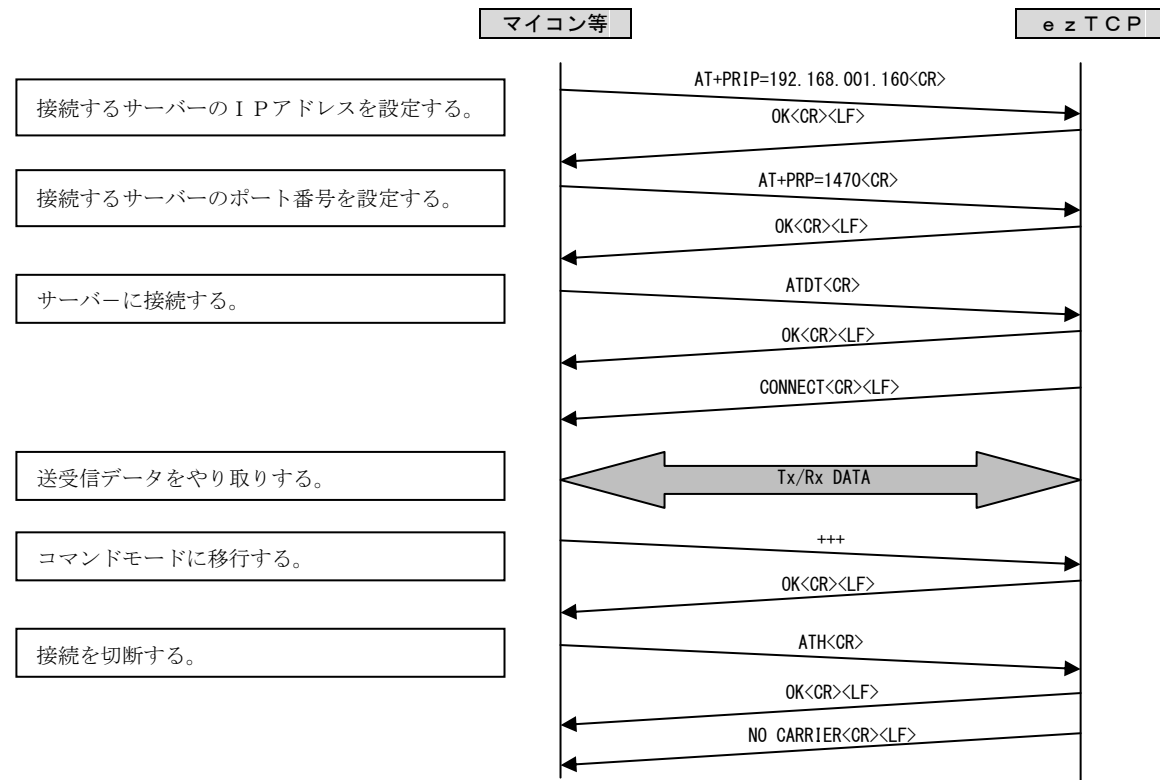 マイコン等
ｅｚＴＣＰ
AT+PRIP=192.168.001.160<CR>
接続するサーバーのＩＰアドレスを設定する。
OK<CR><LF>
AT+PRP=1470<CR>
接続するサーバーのポート番号を設定する。
OK<CR><LF>
ATDT<CR>
サーバ－に接続する。
OK<CR><LF>
CONNECT<CR><LF>
送受信データをやり取りする。
Tx/Rx DATA
+++
コマンドモードに移行する。
OK<CR><LF>
ATH<CR>
接続を切断する。
OK<CR><LF>
NO CARRIER<CR><LF>